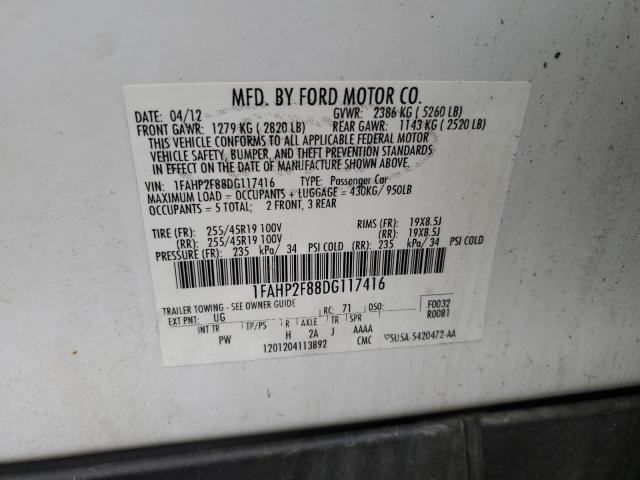 MFD. BY FORD MOTOR CO.
DATE: 04/12 GVWR: 2386 KG ( 5260 LB)
FRONT GAWR: 1279 KG ( 2820 LB) REAR GAWR: 1143 KG ( 2520 LB)
THIS VEHICLE CONFORMS TO ALL APPLICABLE FEDERAL MOTOR
VEHICLE SAFETY, BUMPER, AND THEFT PREVENTION STANDARDS
IN EFFECT ON THE DATE OF MANUFACTURE SHOWN ABOVE.
VIN: 1FAHP2F88DG117416 TYPE: Passenger Car
MAXIMUM LOAD = OCCUPANTS + LUGGAGE = 430KG/ 950LB
OCCUPANTS = 5 TOTAL; 2 FRONT, 3 REAR
TIRE (FR): 255/45R19 100V RIMS (FR): 19X8.5J
(RR): 255/45R19 100V (RR): 19X8.5J
PRESSURE (FR): 235 kPa/ 34 PSI COLD (RR): 235 kPa/ 34 PSI COLD
1FAHP2F88DG117416
TRAILER TOWING - SEE OWNER GUIDE F0032
EXT PNT: UG RC: 71 DSO: R0081
INT TR TP/PS R AXLE TR SPR
PW H 2A J AAAA
1201204113892 CMC 5USA-5420472-AA